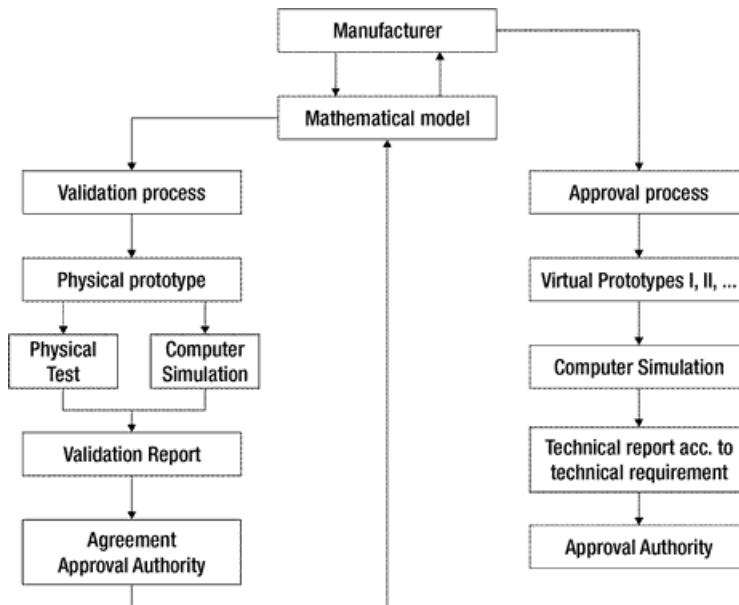 Manufacturer
Mathematical model
Validation process
Approval process
Physical prototype
Virtual Prototypes I, II, ...
Physical
Test
Computer
Simulation
Computer Simulation
Validation Report
Technical report acc. to
technical requirement
Agreement
Approval Authority
Approval Authority